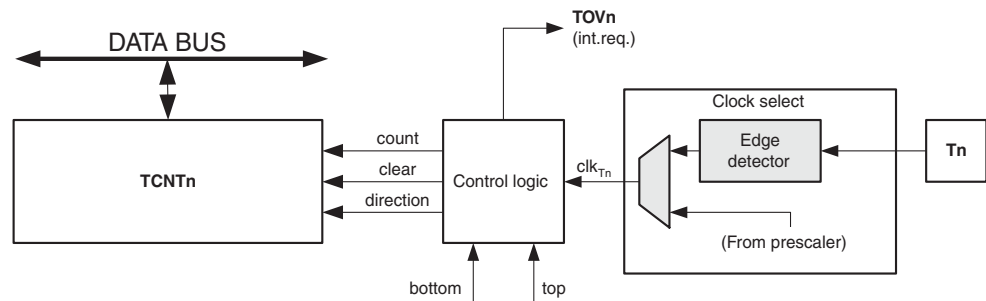 TOVn
(int.req.)
DATA BUS
Clock select
count
Edge
detector
Tn
TCNTn
clear
Control logic
clkTn
direction
(From prescaler)
bottom
top